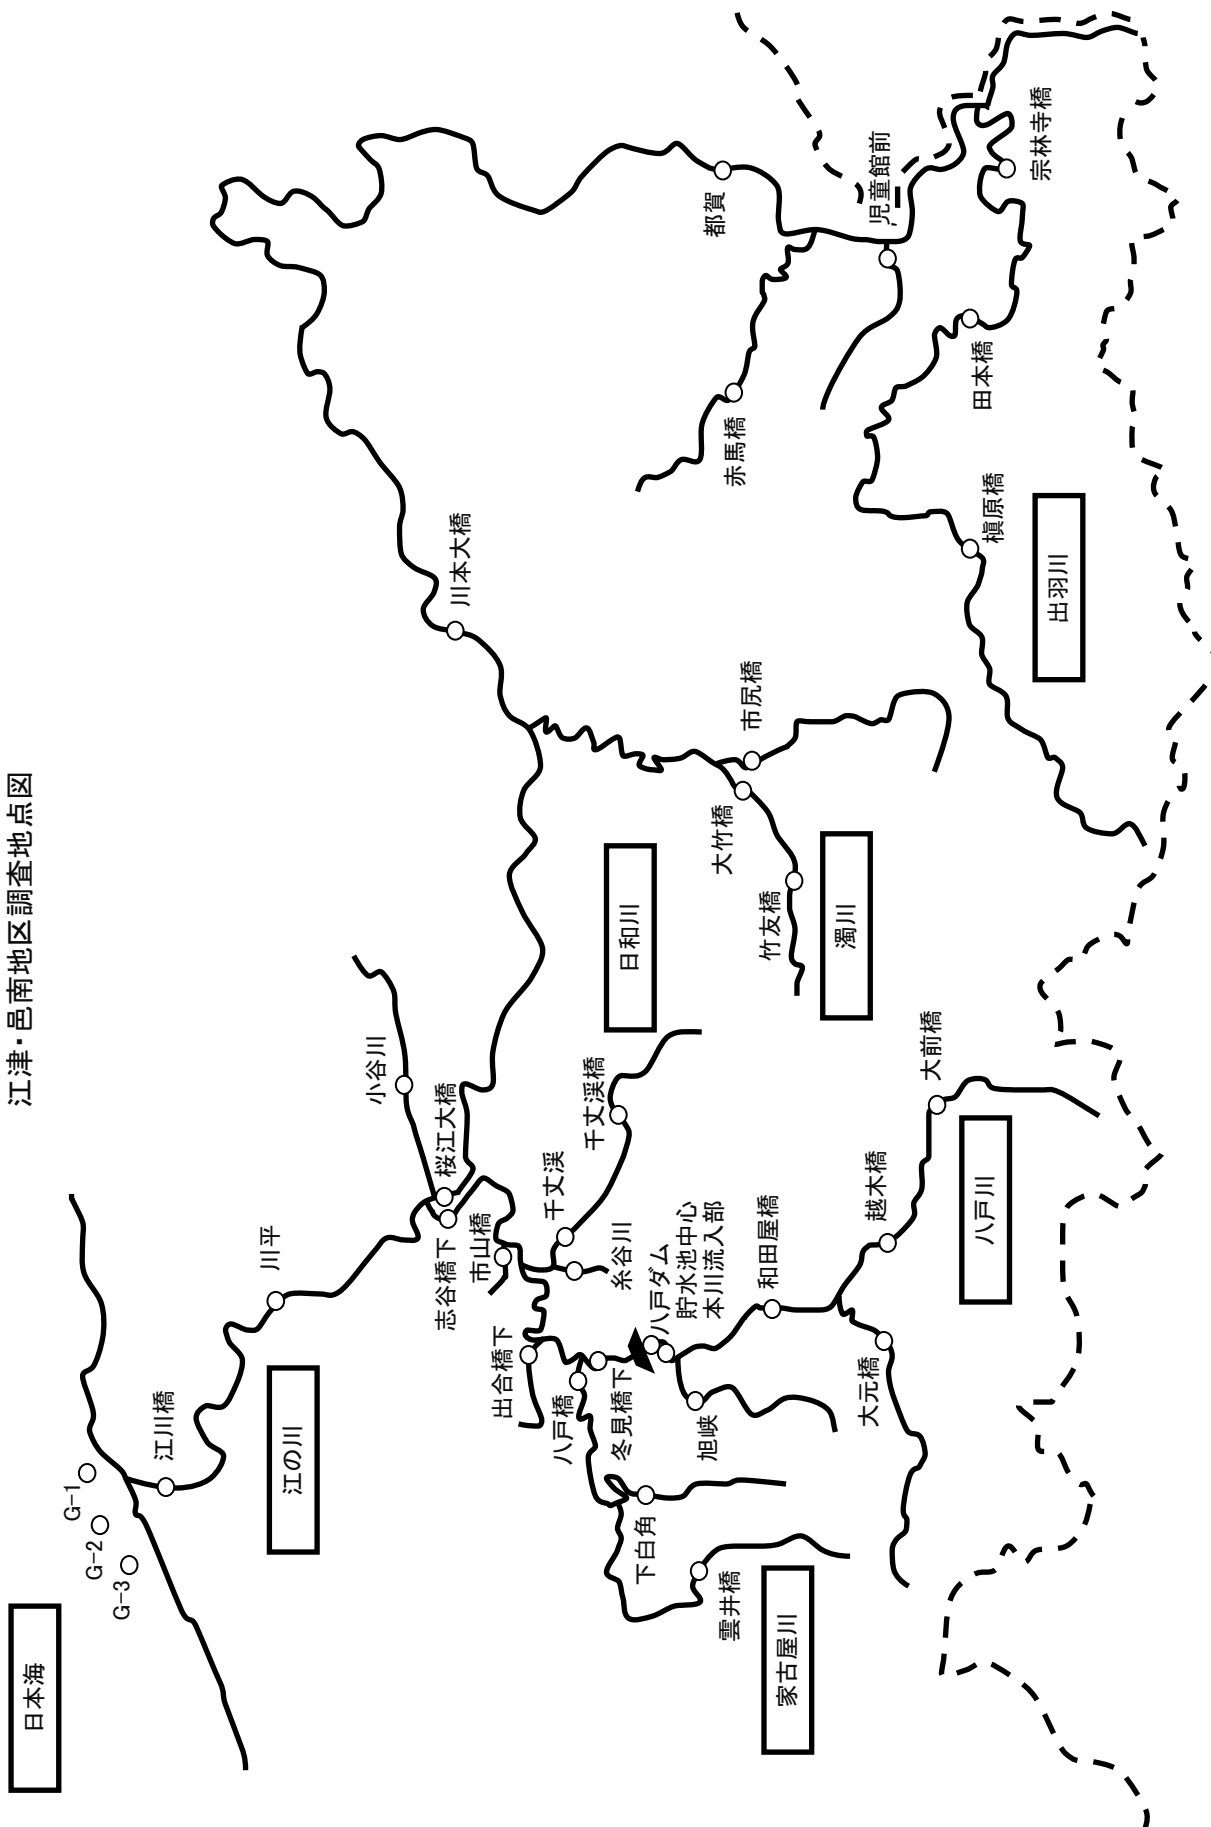 江津・邑南地区調査地点図
日本海
G-1
G-2
G-3
江川橋
江の川
川平
小谷川
桜江大橋
志谷橋下
市山橋
川本大橋
都賀
児童館前
宗林寺橋
赤馬橋
田本橋
槇原橋
出羽川
市尻橋
大竹橋
竹友橋
濁川
日和川
千丈渓橋
千丈渓
糸谷川
出合橋下
八戸橋
冬見橋下
八戸ダム
貯水池中心
本川流入部
和田屋橋
越木橋
大前橋
八戸川
大元橋
旭峡
下白角
雲井橋
家古屋川